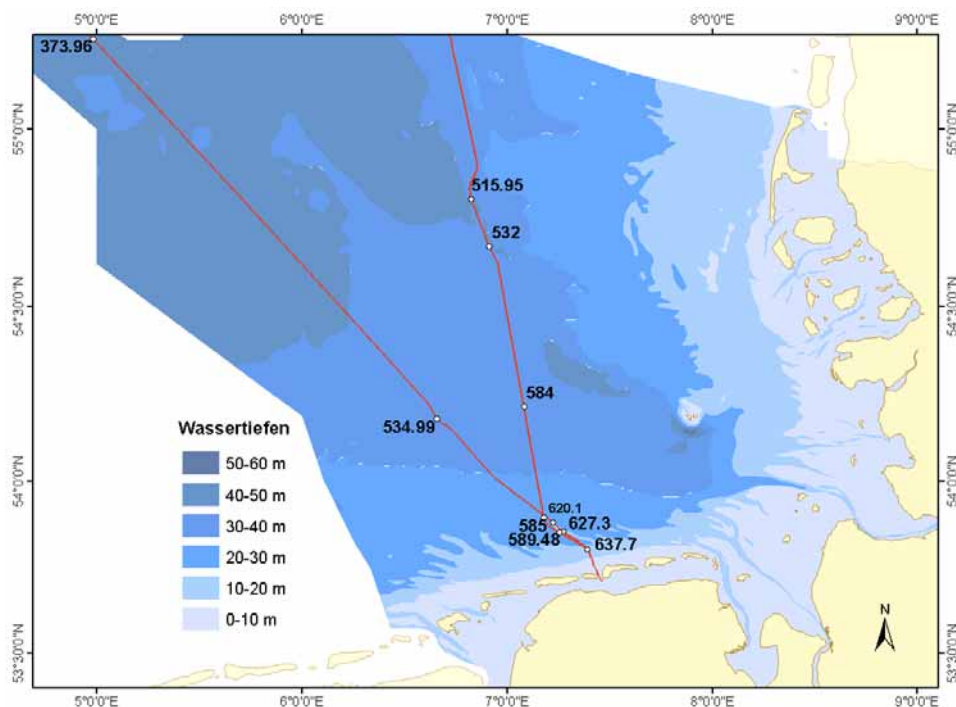 5°0'0"E 6°0'0"E 7°0'0"E 8°0'0"E 9°0'0"E
373.96
55°0'0"N 55°0'0"N
515.95
532
54°30'0"N 54°30'0"N
584
534.99
Wassertiefen
50-60 m
40-50 m
30-40 m
20-30 m
10-20 m
0-10 m
54°0'0"N 54°0'0"N
620.1
585 627.3
589.48
637.7
N
53°30'0"N 53°30'0"N
5°0'0"E 6°0'0"E 7°0'0"E 8°0'0"E 9°0'0"E